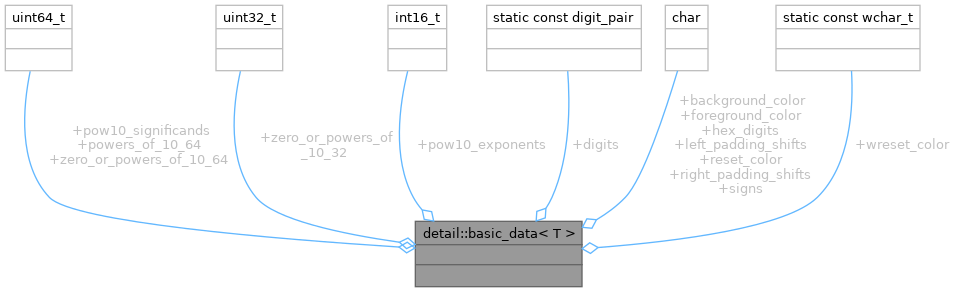 uint64_t
uint32_t
int16_t
static const digit_pair
char
static const wchar_t
+pow10_significands
+powers_of_10_64
+zero_or_powers_of_10_64
+zero_or_powers_of
_10_32
+pow10_exponents
+digits
+background_color
+foreground_color
+hex_digits
+left_padding_shifts
+reset_color
+right_padding_shifts
+signs
+wreset_color
detail::basic_data< T >